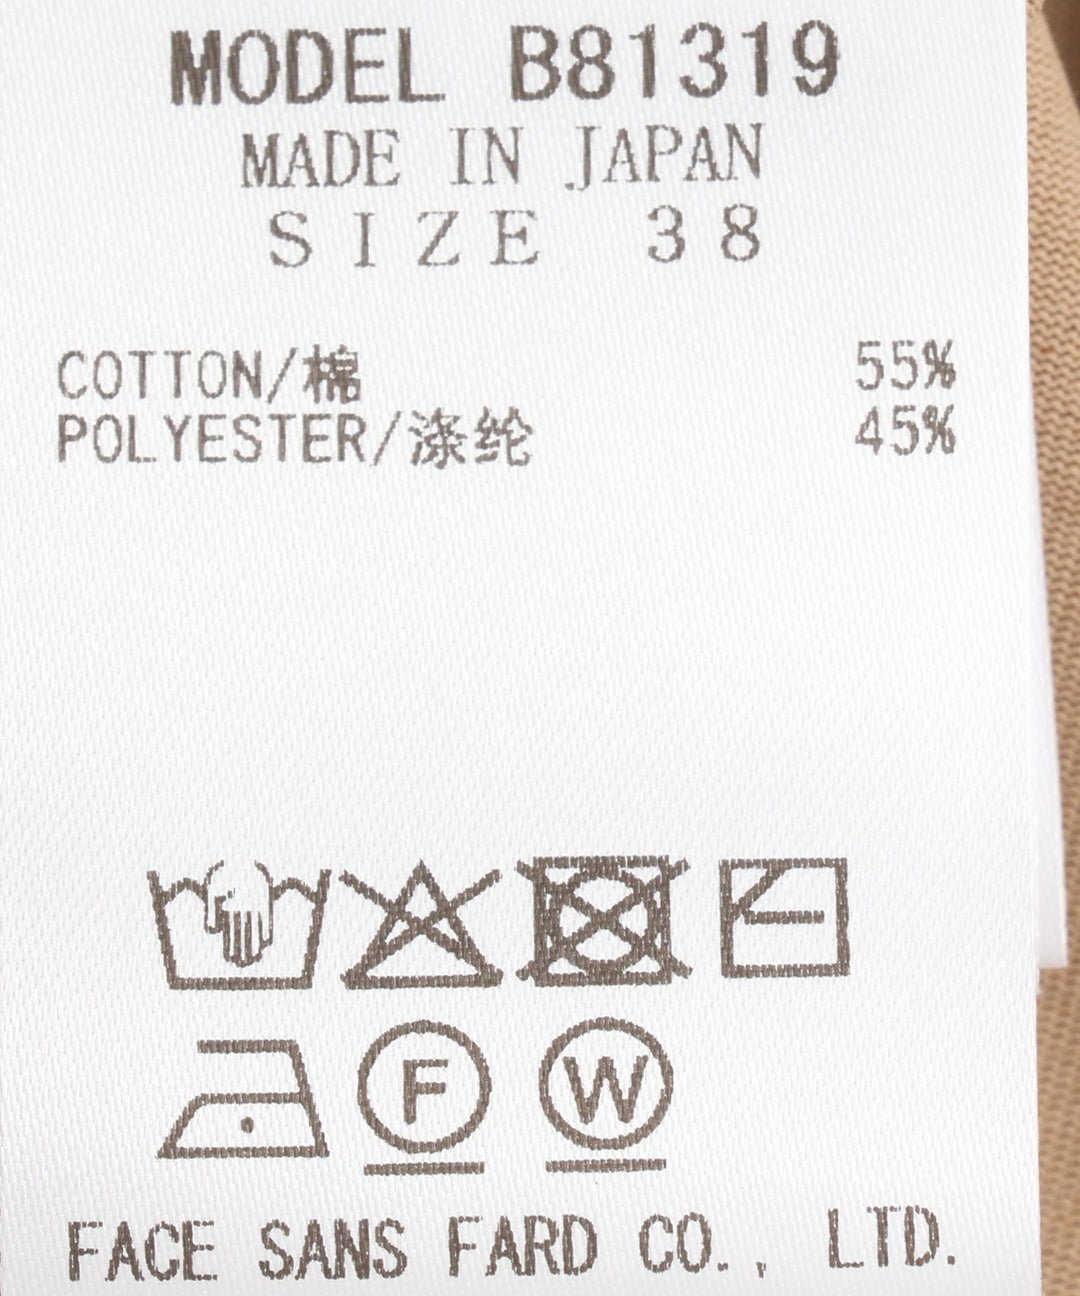 MODEL B81319
MADE IN JAPAN
SIZE 38
COTTON/棉 55%
POLYESTER/涤纶 45%
F W
FACE SANS FARD CO., LTD.